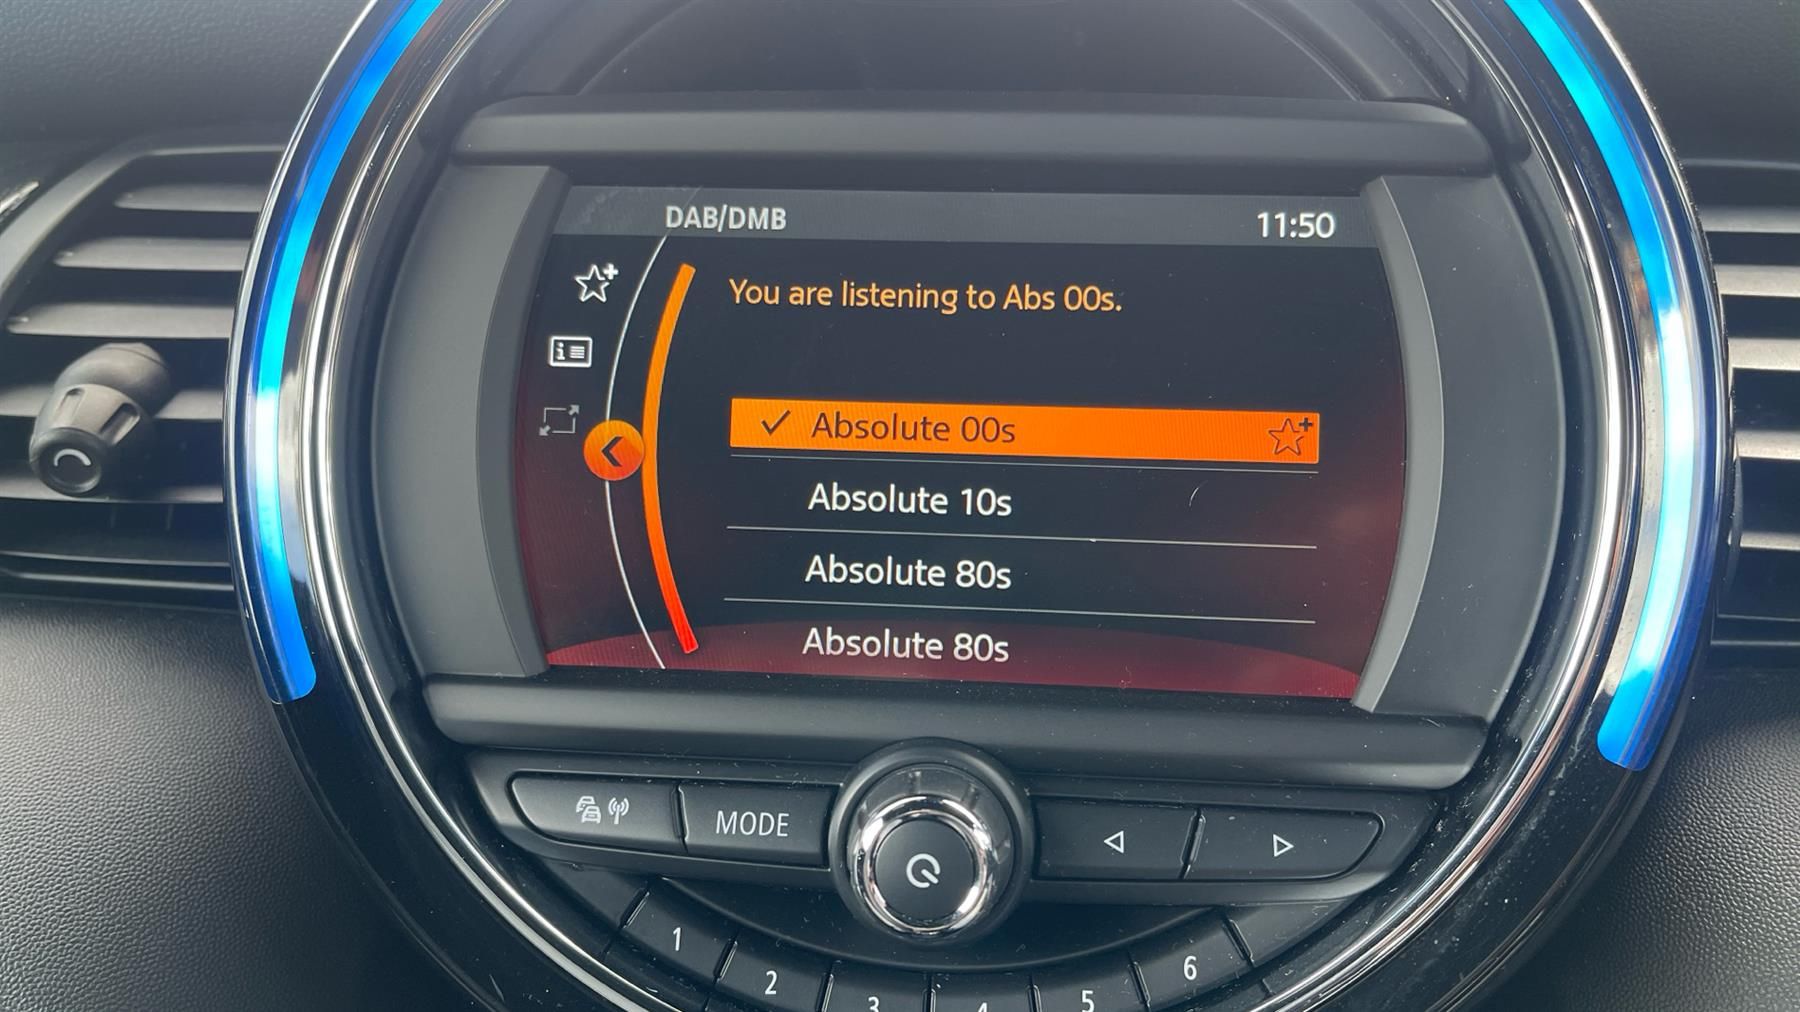 DAB/DMB 11:50
You are listening to Abs 00s.
Absolute 00s
Absolute 10s
Absolute 80s
Absolute 80s
MODE
1 2 3 4 5 6